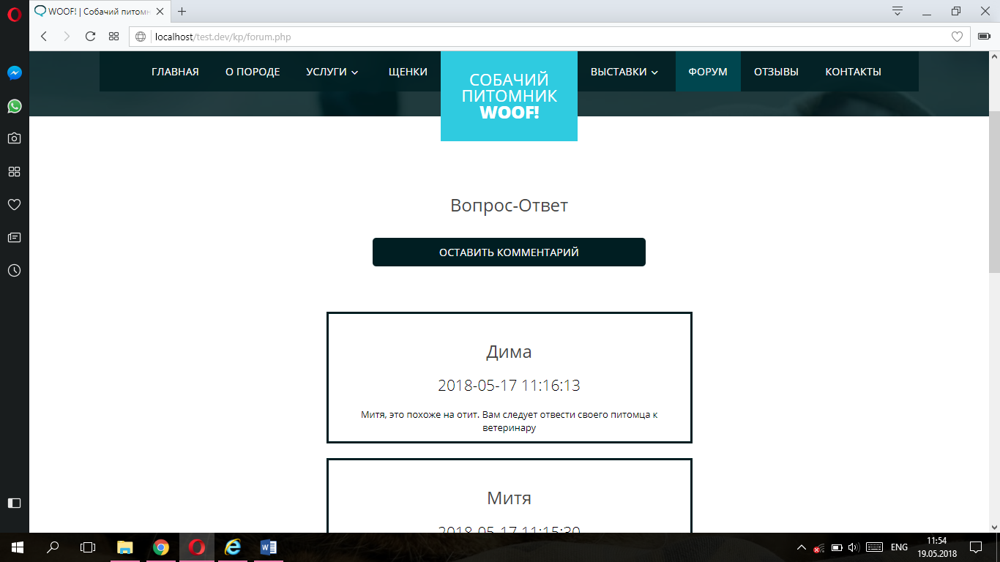 WOOF! | Собачий питомн
localhost/test.dev/kp/forum.php
ГЛАВНАЯ О ПОРОДЕ УСЛУГИ ЩЕНКИ
СОБАЧИЙ
ПИТОМНИК
WOOF!
ВЫСТАВКИ ФОРУМ ОТЗЫВЫ КОНТАКТЫ
Вопрос-Ответ
ОСТАВИТЬ КОММЕНТАРИЙ
Дима
2018-05-17 11:16:13
Митя, это похоже на отит. Вам следует отвести своего питомца к
ветеринару
Митя
2018-05-17 11:15:30
ENG
11:54
19.05.2018